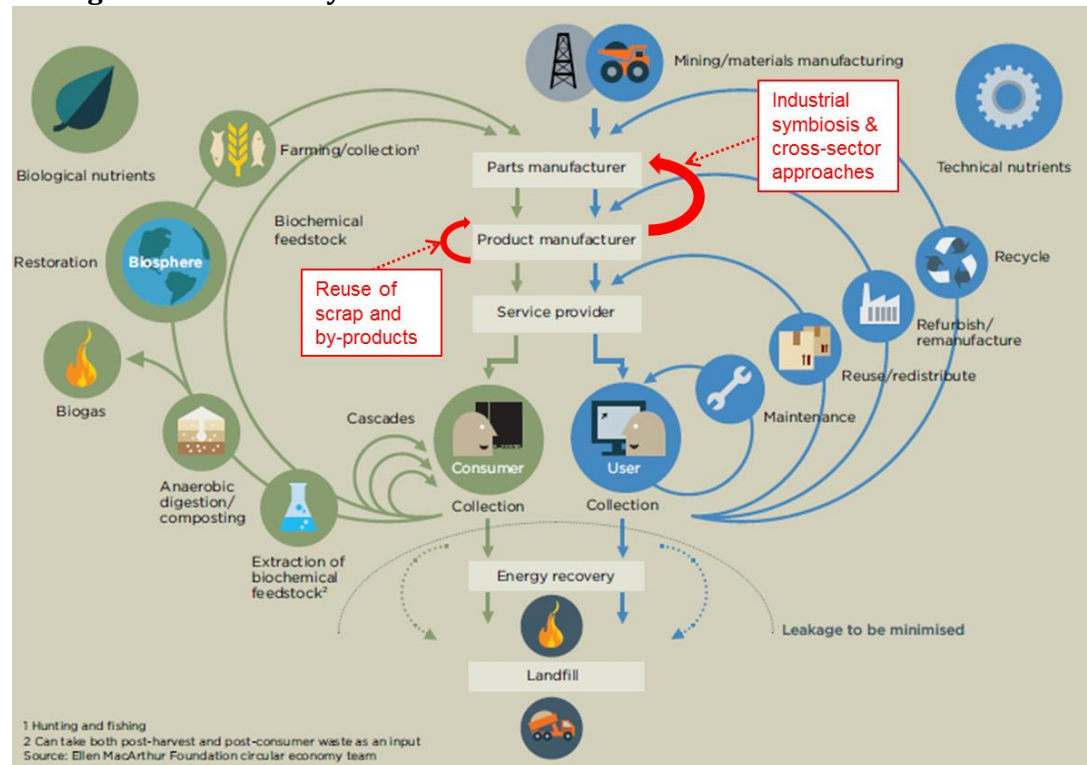 Mining/materials manufacturing
Industrial
symbiosis &
cross-sector
approaches
Biological nutrients
Farming/collection¹
Parts manufacturer
Technical nutrients
Biochemical
feedstock
Product manufacturer
Restoration
Biosphere
Recycle
Reuse of
scrap and
by-products
Service provider
Refurbish/
remanufacture
Biogas
Reuse/redistribute
Cascades
Maintenance
Consumer
User
Anaerobic
digestion/
composting
Collection
Collection
Extraction of
biochemical
feedstock²
Energy recovery
Leakage to be minimised
Landfill
1 Hunting and fishing
2 Can take both post-harvest and post-consumer waste as an input
Source: Ellen MacArthur Foundation circular economy team